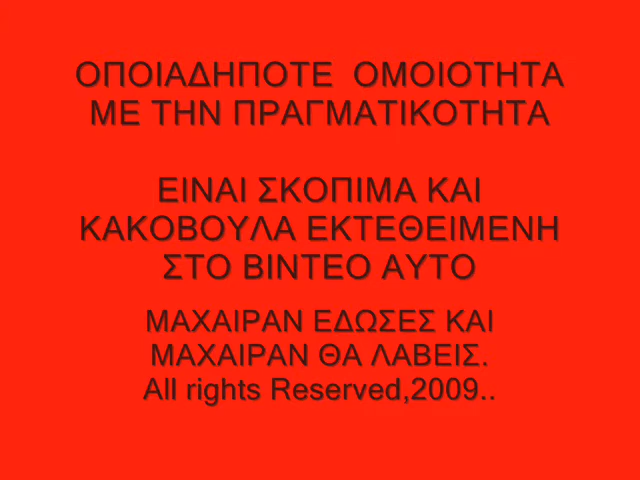 ΟΠΟΙΑΔΗΠΟΤΕ ΟΜΟΙΟΤΗΤΑ
ΜΕ ΤΗΝ ΠΡΑΓΜΑΤΙΚΟΤΗΤΑ
ΕΙΝΑΙ ΣΚΟΠΙΜΑ ΚΑΙ
ΚΑΚΟΒΟΥΛΑ ΕΚΤΕΘΕΙΜΕΝΗ
ΣΤΟ ΒΙΝΤΕΟ ΑΥΤΟ
ΜΑΧΑΙΡΑΝ ΕΔΩΣΕΣ ΚΑΙ
ΜΑΧΑΙΡΑΝ ΘΑ ΛΑΒΕΙΣ.
All rights Reserved,2009..